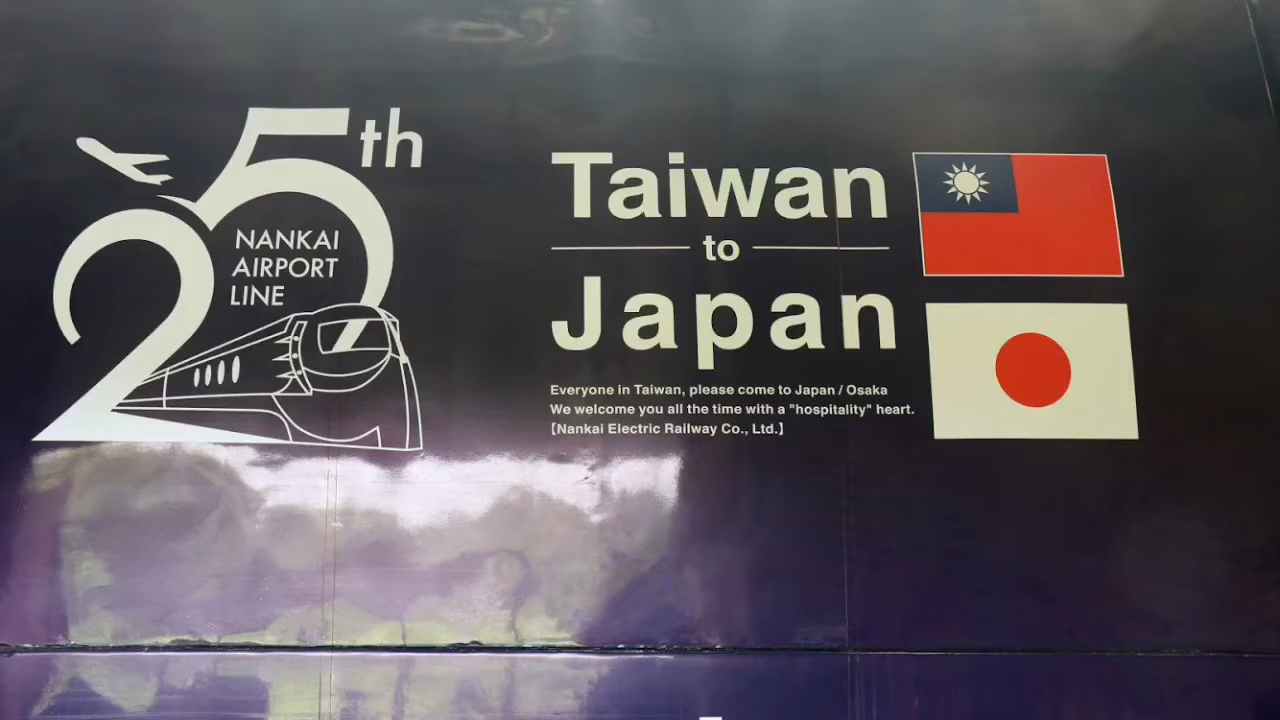 25th
NANKAI
AIRPORT
LINE
Taiwan
to
Japan
Everyone in Taiwan, please come to Japan / Osaka
We welcome you all the time with a "hospitality" heart.
【Nankai Electric Railway Co., Ltd.】